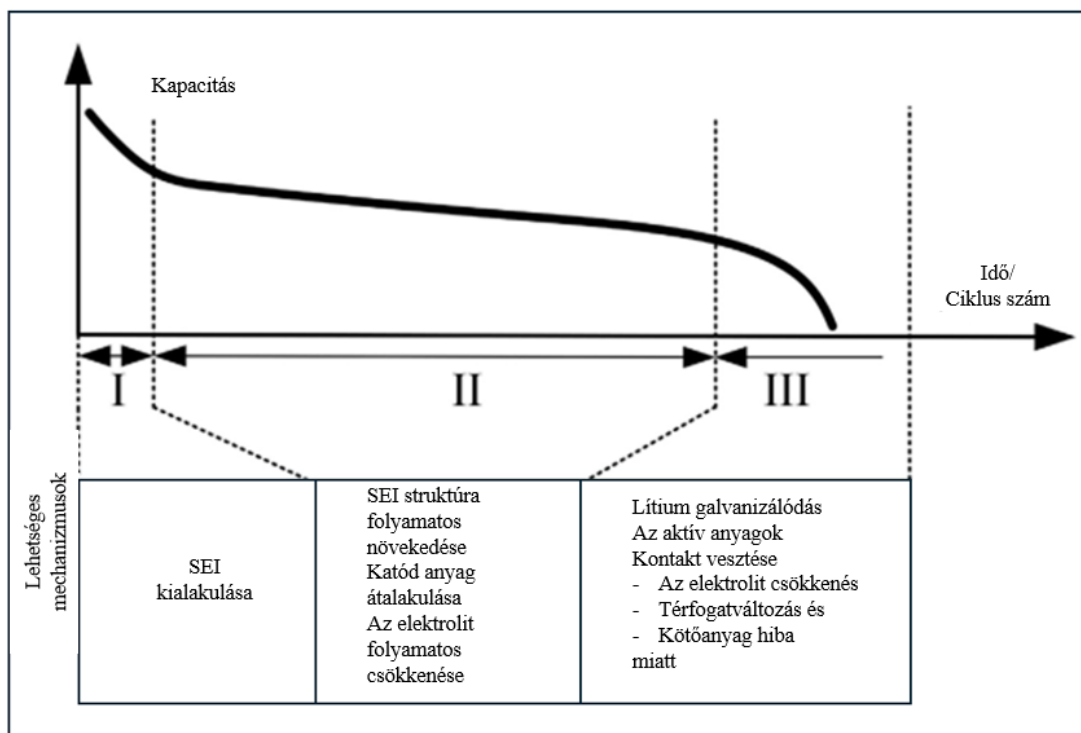 Kapacitás
Idő/
Ciklus szám
I
II
III
Lehetséges
mechanizmusok
SEI
kialakulása
SEI struktúra
folyamatos
növekedése
Katód anyag
átalakulása
Az elektrolit
folyamatos
csökkenése
Lítium galvanizálódás
Az aktív anyagok
Kontakt vesztése
- Az elektrolit csökkenés
- Térfogatváltozás és
- Kötőanyag hiba
miatt